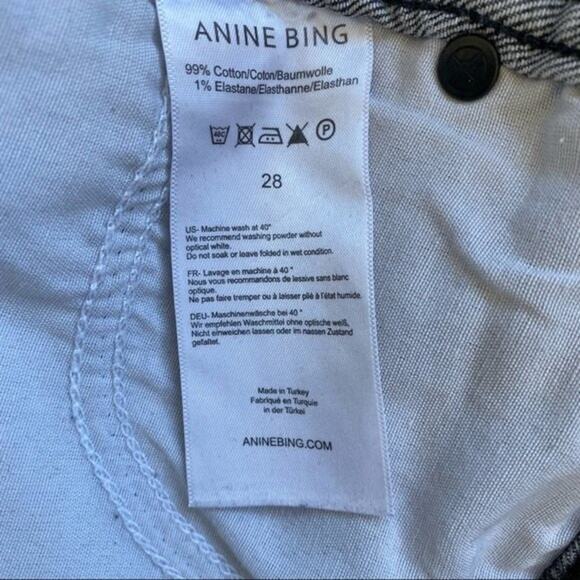 ANINE BING
99% Cotton/Coton/Baumwolle
1% Elastane/Elasthanne/Elasthan
40C P
28
US- Machine wash at 40°
We recommend washing powder without
optical white.
Do not soak or leave folded in wet condition.
FR- Lavage en machine à 40 °
Nous vous recommandons de lessive sans blanc
optique.
Ne pas faire tremper ou à laisser plié à l'état humide.
DEU- Maschinenwäsche bei 40 °
Wir empfehlen Waschmittel ohne optische weiß,
Nicht einweichen lassen oder im nassen Zustand
gefaltet.
Made in Turkey
Fabriqué en Turquie
in der Türkei
ANINEBING.COM